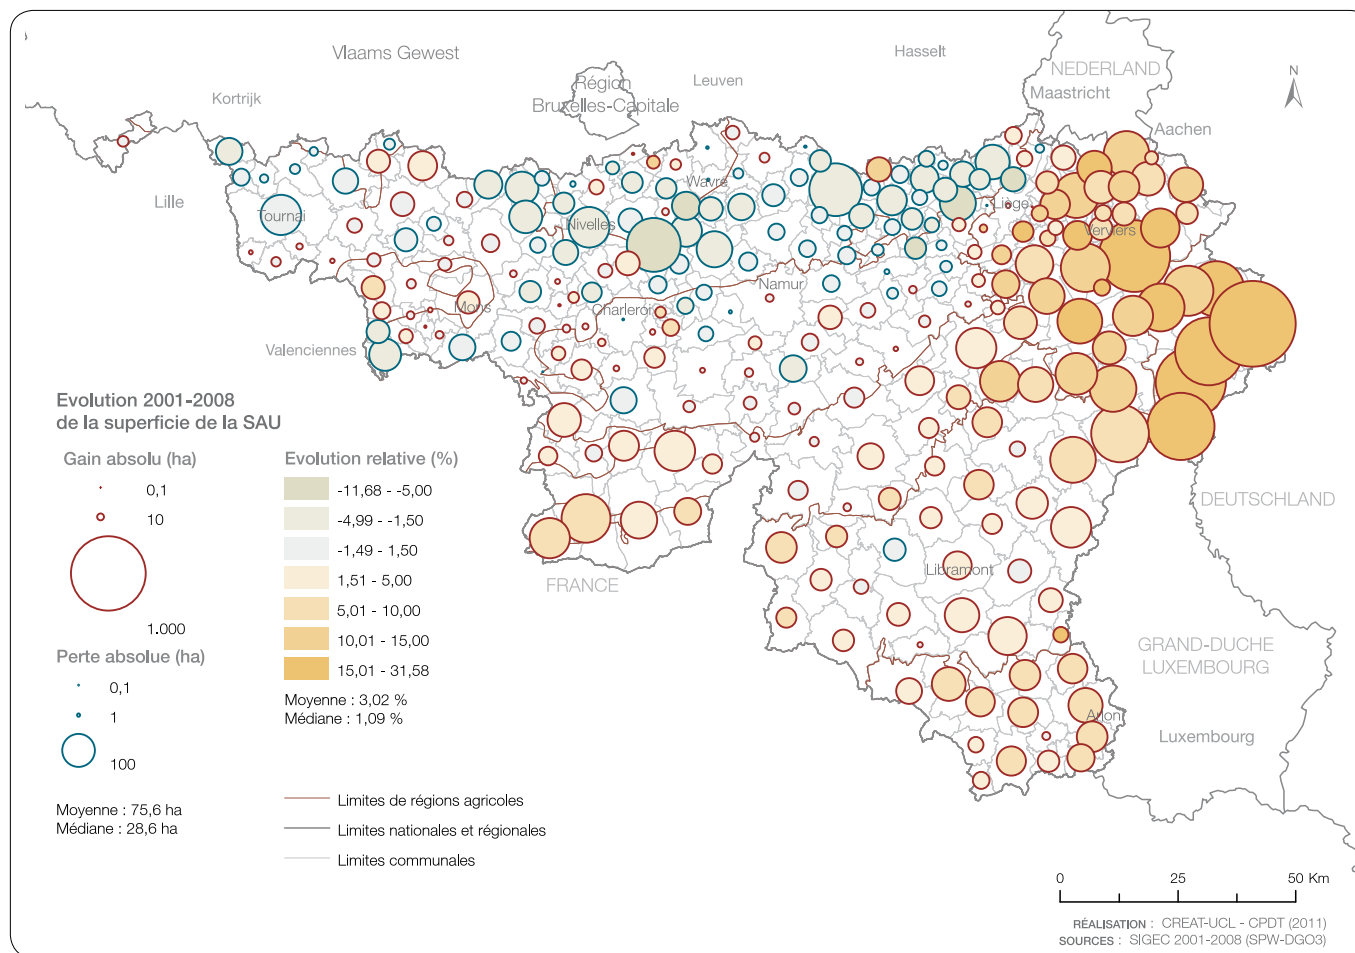 Vlaams Gewest
Hasselt
NEDERLAND
Maastricht
N
Kortrijk
Région
Bruxelles-Capitale
Leuven
Aachen
Lille
Tournai
Wavre
Nivelles
Liège
Verviers
Namur
Mons
Charleroi
Valenciennes
Evolution 2001-2008
de la superficie de la SAU
Gain absolu (ha)
0,1
10
1.000
Perte absolue (ha)
0,1
1
100
Moyenne : 75,6 ha
Médiane : 28,6 ha
Evolution relative (%)
-11,68 - -5,00
-4,99 - -1,50
-1,49 - 1,50
1,51 - 5,00
5,01 - 10,00
10,01 - 15,00
15,01 - 31,58
Moyenne : 3,02 %
Médiane : 1,09 %
Limites de régions agricoles
Limites nationales et régionales
Limites communales
FRANCE
Libramont
DEUTSCHLAND
GRAND-DUCHE
LUXEMBOURG
Arlon
Luxembourg
0 25 50 Km
RÉALISATION : CREAT-UCL - CPDT (2011)
SOURCES : SIGEC 2001-2008 (SPW-DGO3)